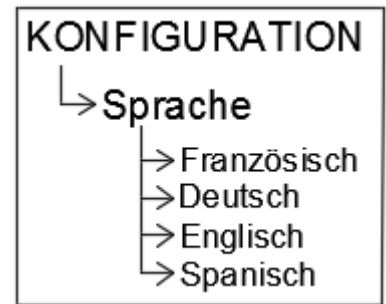 KONFIGURATION
Sprache
Französisch
Deutsch
Englisch
Spanisch